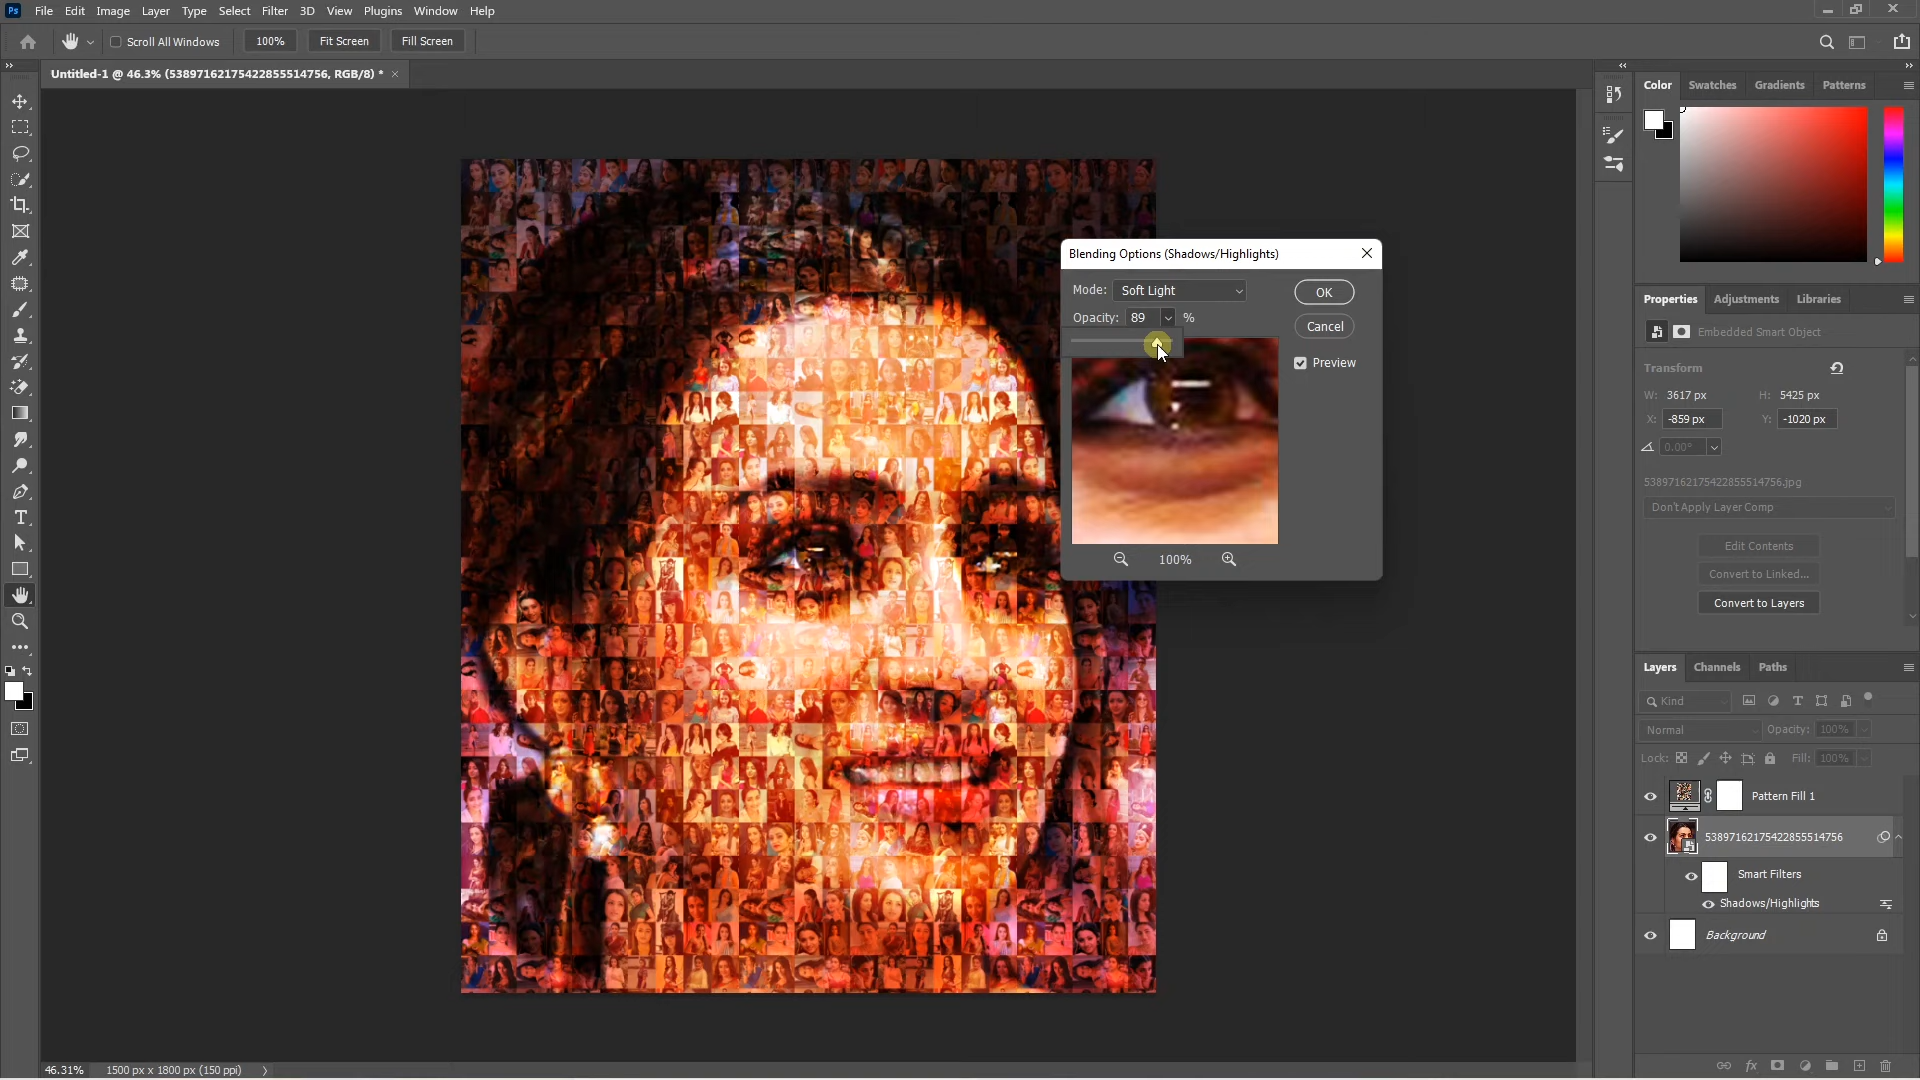 Ps File Edit Image Layer Type Select Filter 3D View Plugins Window Help
Scroll All Windows 100% Fit Screen Fill Screen
Untitled-1 @ 46.3% (53897162175422855514756, RGB/8) *
Color Swatches Gradients Patterns
Blending Options (Shadows/Highlights)
Mode: Soft Light OK
Opacity: 89 %
Cancel
Preview
100%
Properties Adjustments Libraries
Embedded Smart Object
Transform
W: 3617 px H: 5425 px
X: -859 px Y: -1020 px
0.00°
53897162175422855514756.jpg
Don't Apply Layer Comp
Edit Contents
Convert to Linked...
Convert to Layers
Layers Channels Paths
Kind
Normal Opacity: 100%
Lock: Fill: 100%
Pattern Fill 1
53897162175422855514756
Smart Filters
Shadows/Highlights
Background
46.31% 1500 px x 1800 px (150 ppi)